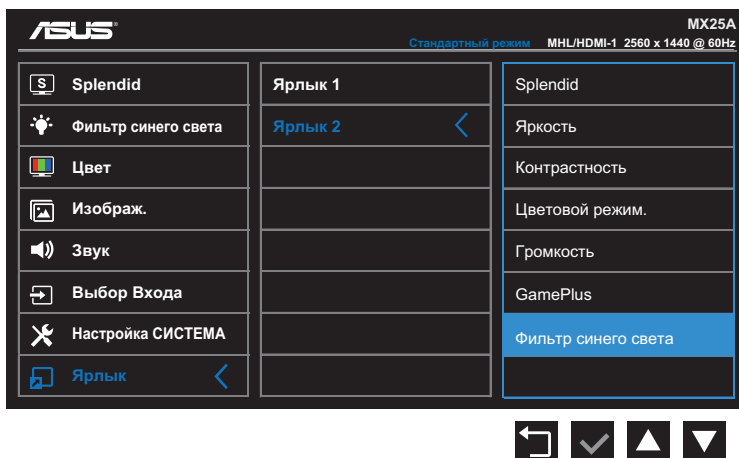 ASUS
MX25A
Стандартный режим MHL/HDMI-1 2560 x 1440 @ 60Hz
S Splendid
Фильтр синего света
Цвет
Изображ.
Звук
Выбор Входа
Настройка СИСТЕМА
Ярлык
Ярлык 1
Ярлык 2
Splendid
Яркость
Контрастность
Цветовой режим.
Громкость
GamePlus
Фильтр синего света